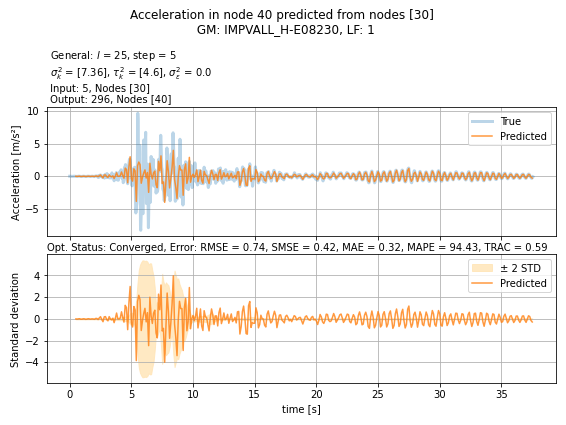 Acceleration in node 40 predicted from nodes [30]
GM: IMPVALL_H-E08230, LF: 1
General: l = 25, step = 5
σ²ₖ = [7.36], τ²ₖ = [4.6], σ²ε = 0.0
Input: 5, Nodes [30]
Output: 296, Nodes [40]
Acceleration [m/s²]
10
5
0
−5
True
Predicted
Opt. Status: Converged, Error: RMSE = 0.74, SMSE = 0.42, MAE = 0.32, MAPE = 94.43, TRAC = 0.59
Standard deviation
4
2
0
−2
−4
± 2 STD
Predicted
0 5 10 15 20 25 30 35
time [s]